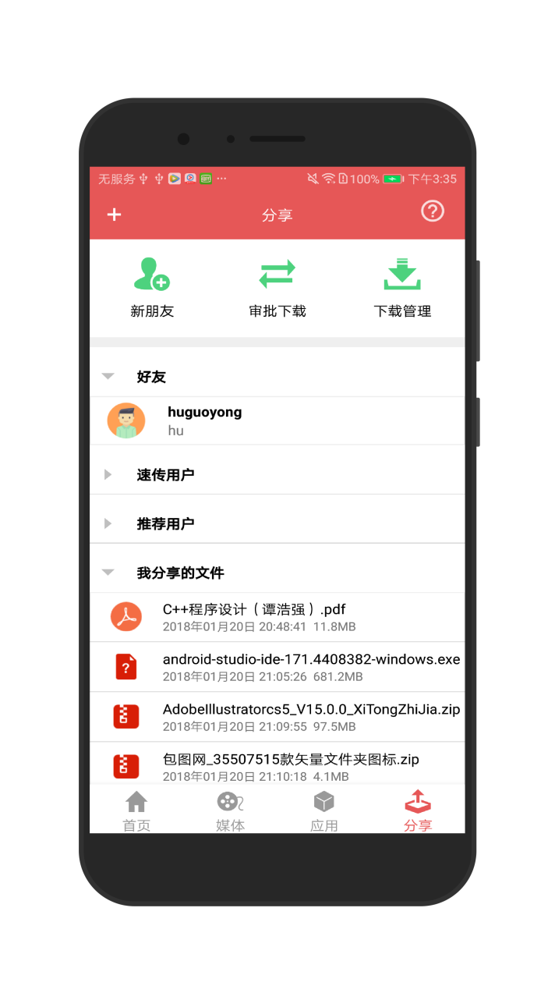 无服务
100%
下午3:35
分享
新朋友
审批下载
下载管理
好友
huguoyong
hu
速传用户
推荐用户
我分享的文件
C++程序设计（谭浩强）.pdf
2018年01月20日 20:48:41 11.8MB
android-studio-ide-171.4408382-windows.exe
2018年01月20日 21:05:26 681.2MB
AdobeIllustratorcs5_V15.0.0_XiTongZhiJia.zip
2018年01月20日 21:09:55 97.5MB
包图网_35507515款矢量文件夹图标.zip
2018年01月20日 21:10:18 4.1MB
首页
媒体
应用
分享